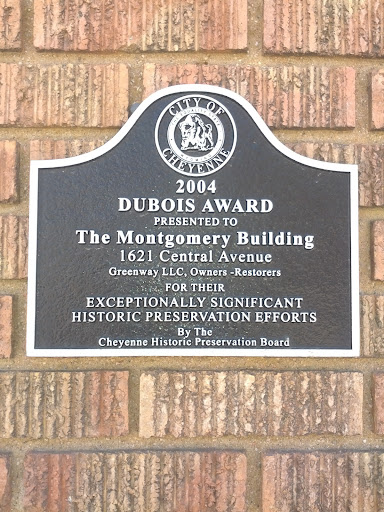 CITY OF
CHEYENNE
2004
DUBOIS AWARD
PRESENTED TO
The Montgomery Building
1621 Central Avenue
Greenway LLC, Owners -Restorers
FOR THEIR
EXCEPTIONALLY SIGNIFICANT
HISTORIC PRESERVATION EFFORTS
By The
Cheyenne Historic Preservation Board